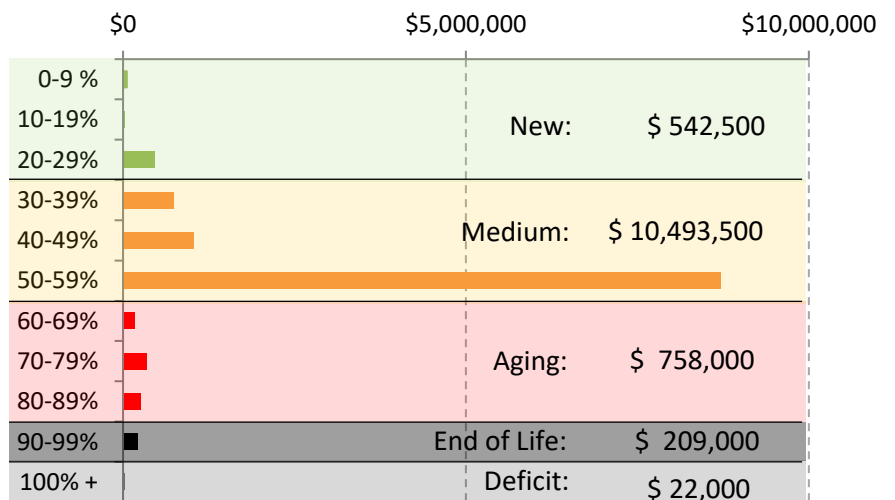 $0 $5,000,000 $10,000,000
0-9 %
10-19%
New: $ 542,500
20-29%
30-39%
Medium: $ 10,493,500
40-49%
50-59%
60-69%
70-79%
Aging: $ 758,000
80-89%
90-99% End of Life: $ 209,000
100% + Deficit: $ 22,000